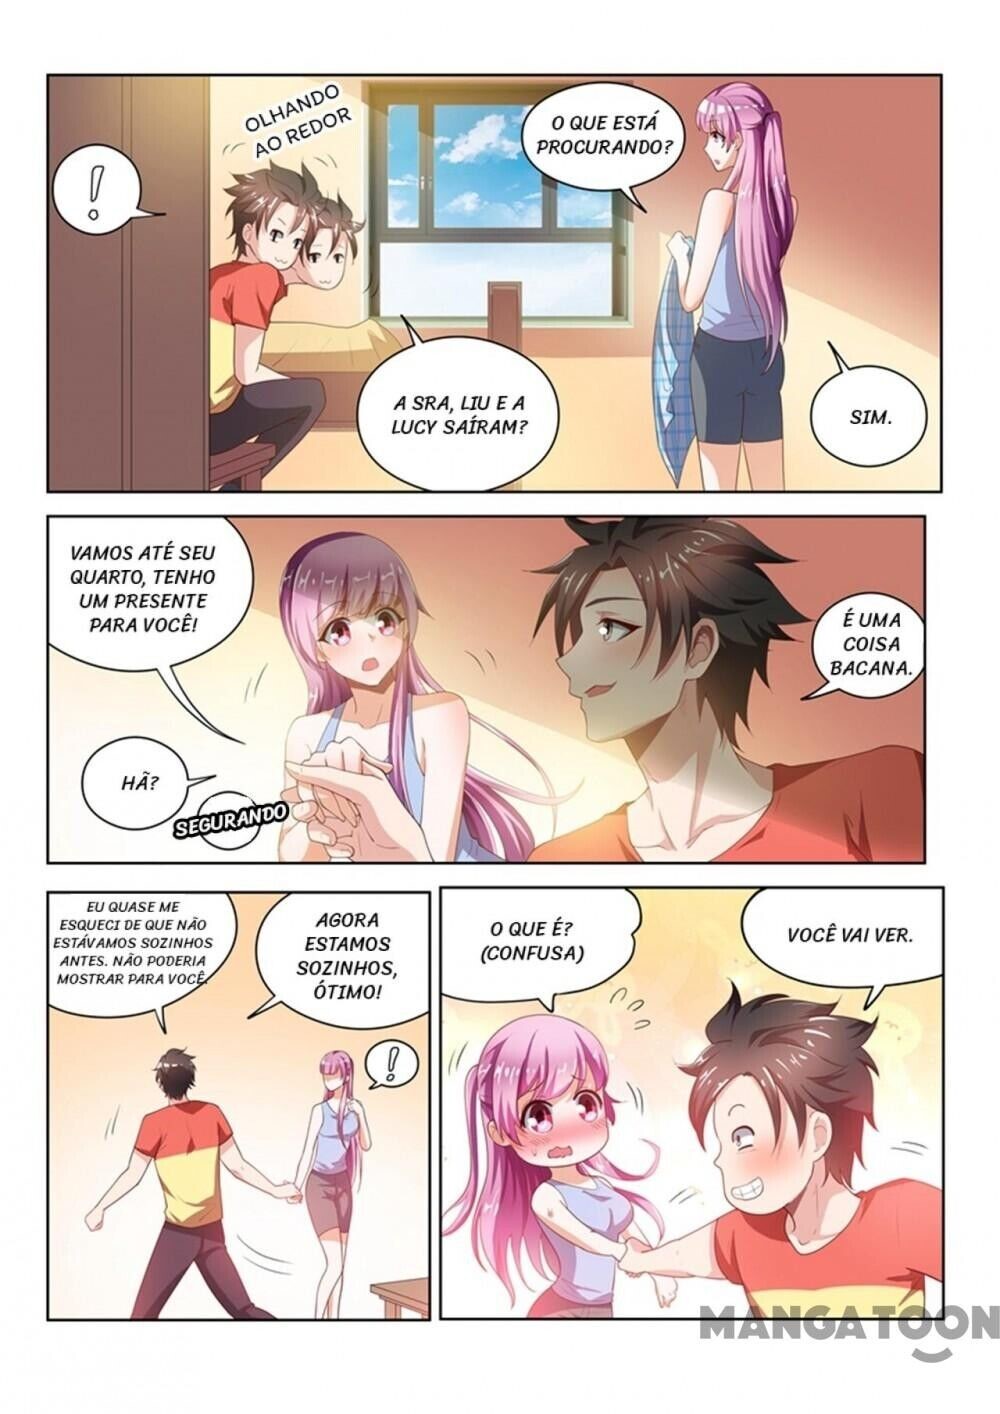 OLHANDO
AO REDOR
!
O QUE ESTÁ
PROCURANDO?
A SRA, LIU E A
LUCY SAÍRAM?
SIM.
VAMOS ATÉ SEU
QUARTO, TENHO
UM PRESENTE
PARA VOCÊ!
É UMA
COISA
BACANA.
HÃ?
SEGURANDO
EU QUASE ME
ESQUECI DE QUE NÃO
ESTÁVAMOS SOZINHOS
ANTES. NÃO PODERIA
MOSTRAR PARA VOCÊ.
AGORA
ESTAMOS
SOZINHOS,
ÓTIMO!
!
O QUE É?
(CONFUSA)
VOCÊ VAI VER.
MANGATOON